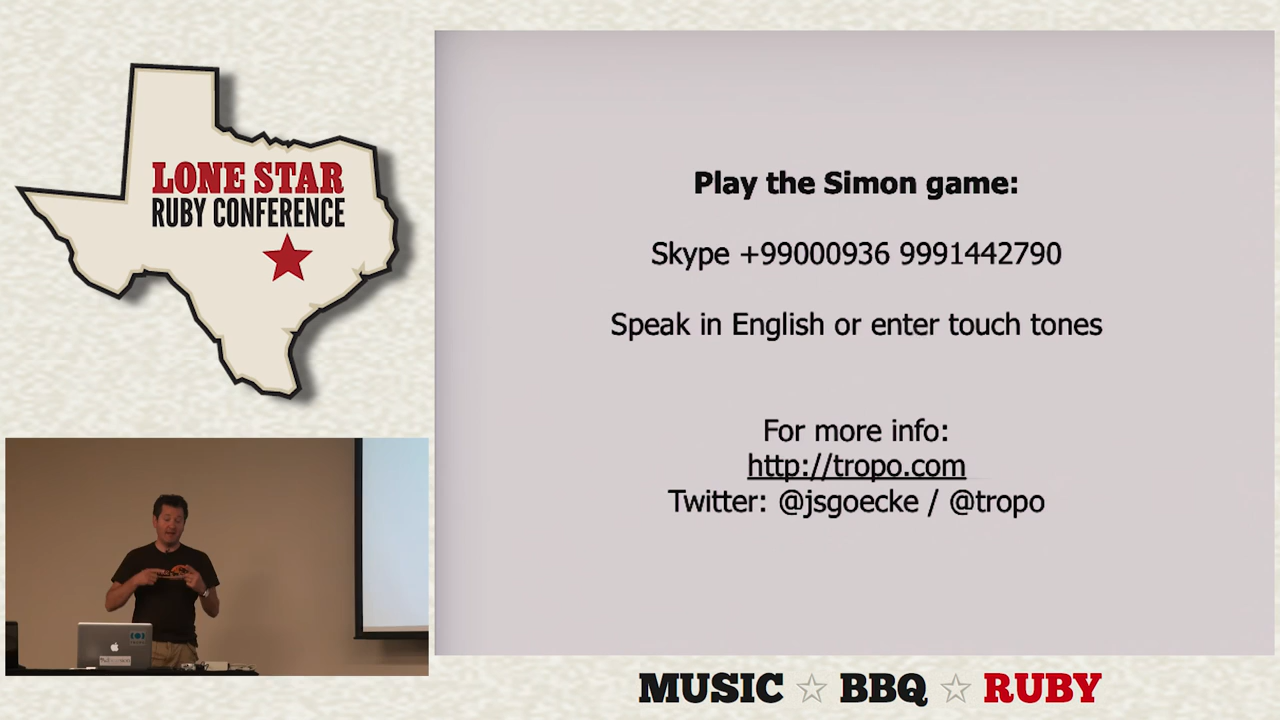 LONE STAR
RUBY CONFERENCE
Play the Simon game:
Skype +99000936 9991442790
Speak in English or enter touch tones
For more info:
http://tropo.com
Twitter: @jsgoecke / @tropo
MUSIC ☆ BBQ ☆ RUBY